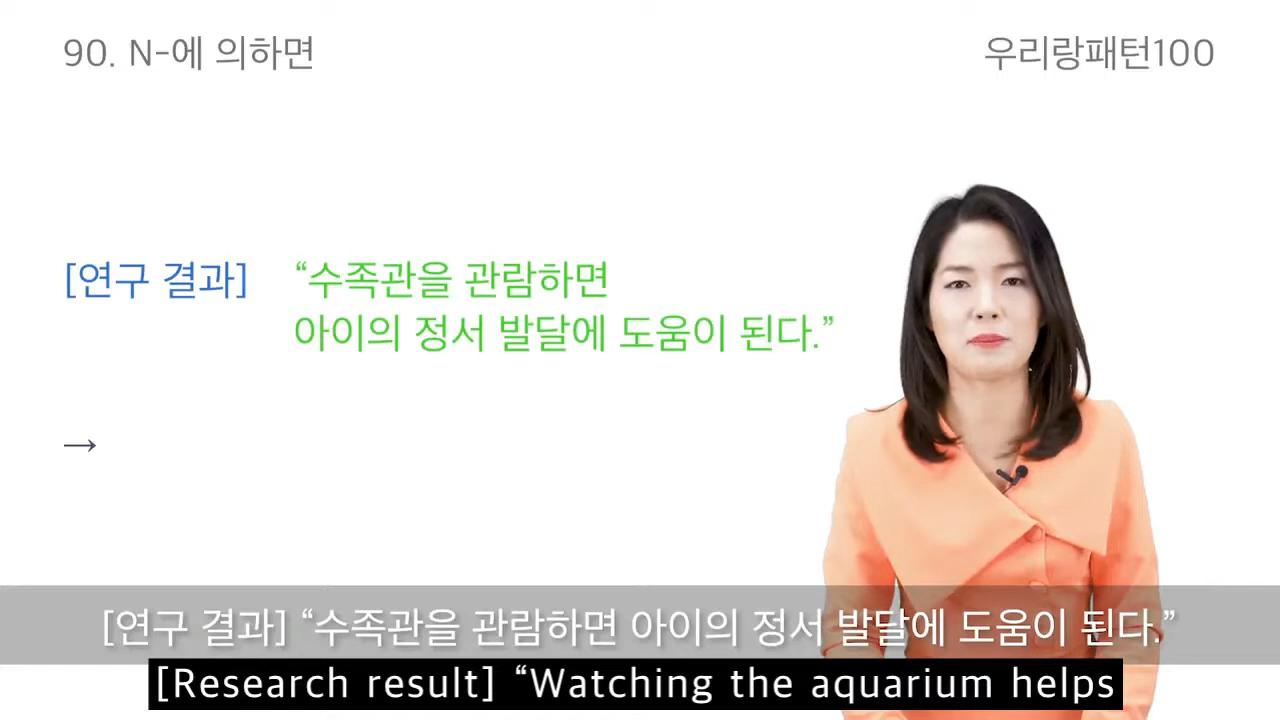 90. N-에 의하면
우리랑패턴100
[연구 결과] “수족관을 관람하면
아이의 정서 발달에 도움이 된다.”
→
[연구 결과] “수족관을 관람하면 아이의 정서 발달에 도움이 된다.”
[Research result] “Watching the aquarium helps